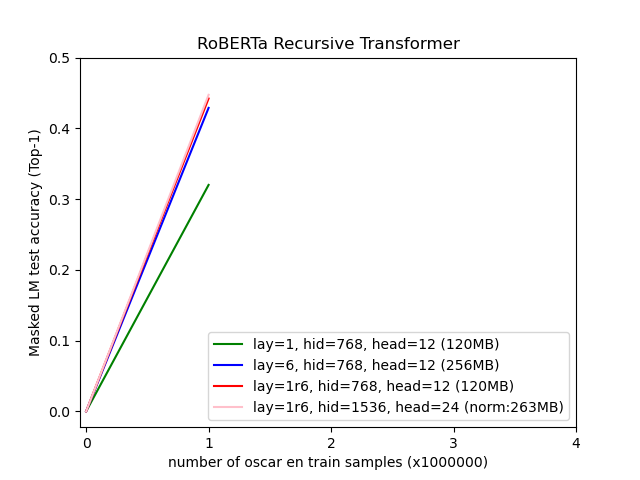 RoBERTa Recursive Transformer
Masked LM test accuracy (Top-1)
0.5
0.4
0.3
0.2
0.1
0.0
lay=1, hid=768, head=12 (120MB)
lay=6, hid=768, head=12 (256MB)
lay=1r6, hid=768, head=12 (120MB)
lay=1r6, hid=1536, head=24 (norm:263MB)
0 1 2 3 4
number of oscar en train samples (x1000000)